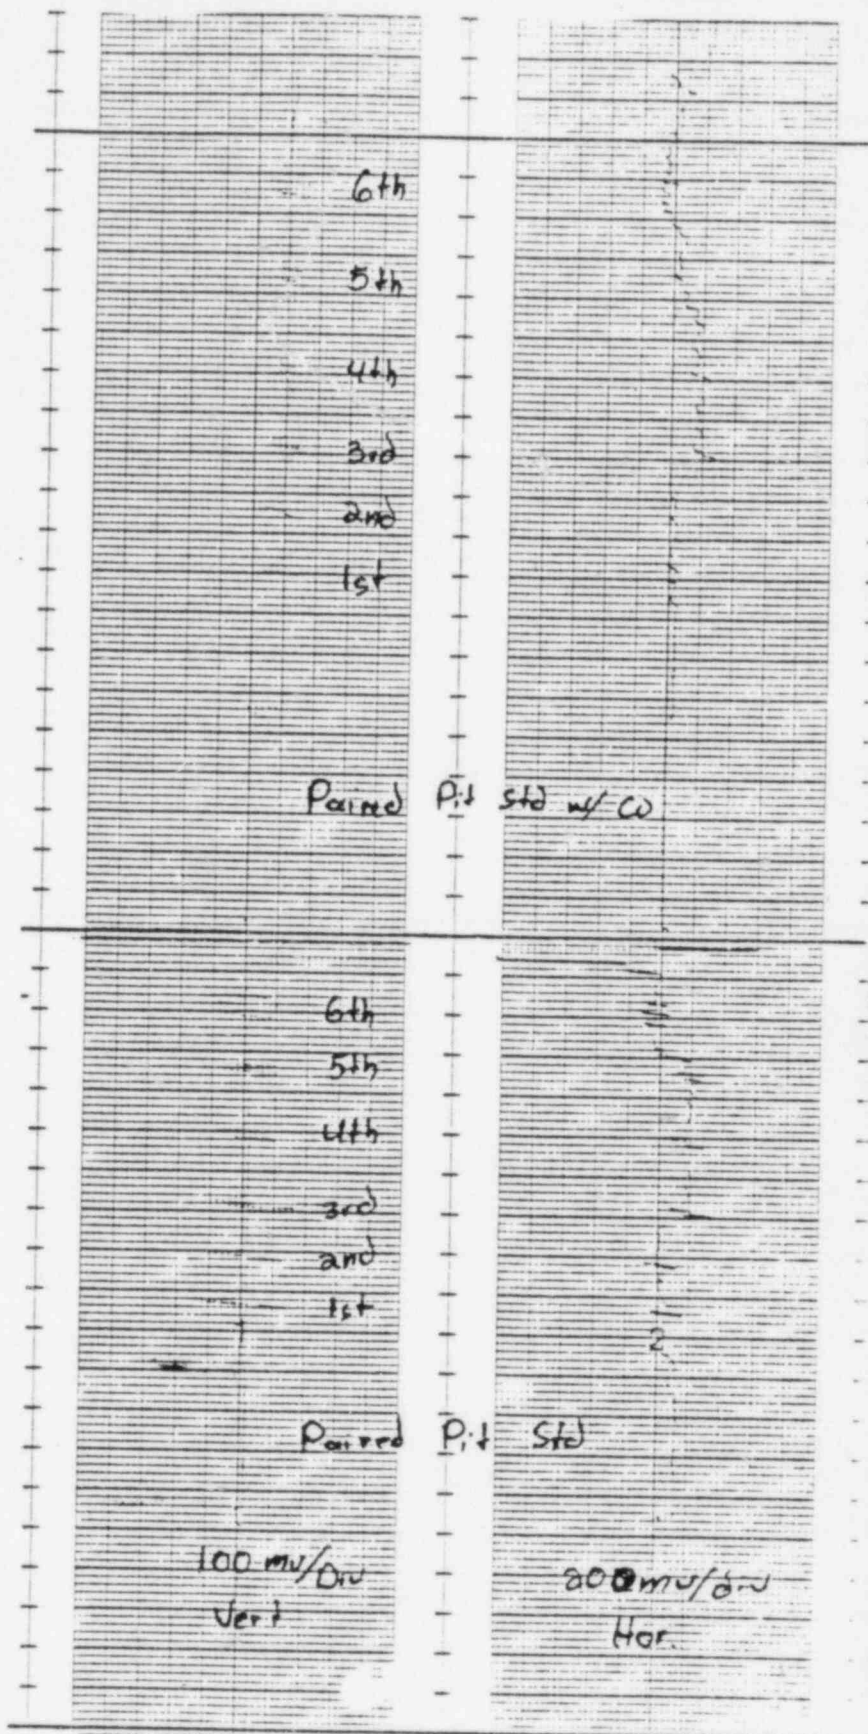 6th
5th
4th
3rd
2nd
1st
Paired Pit Std w/ CW
6th
5th
4th
3rd
2nd
1st
Paired Pit Std
100 mv/Div
Vert
200 mv/div
Hor.